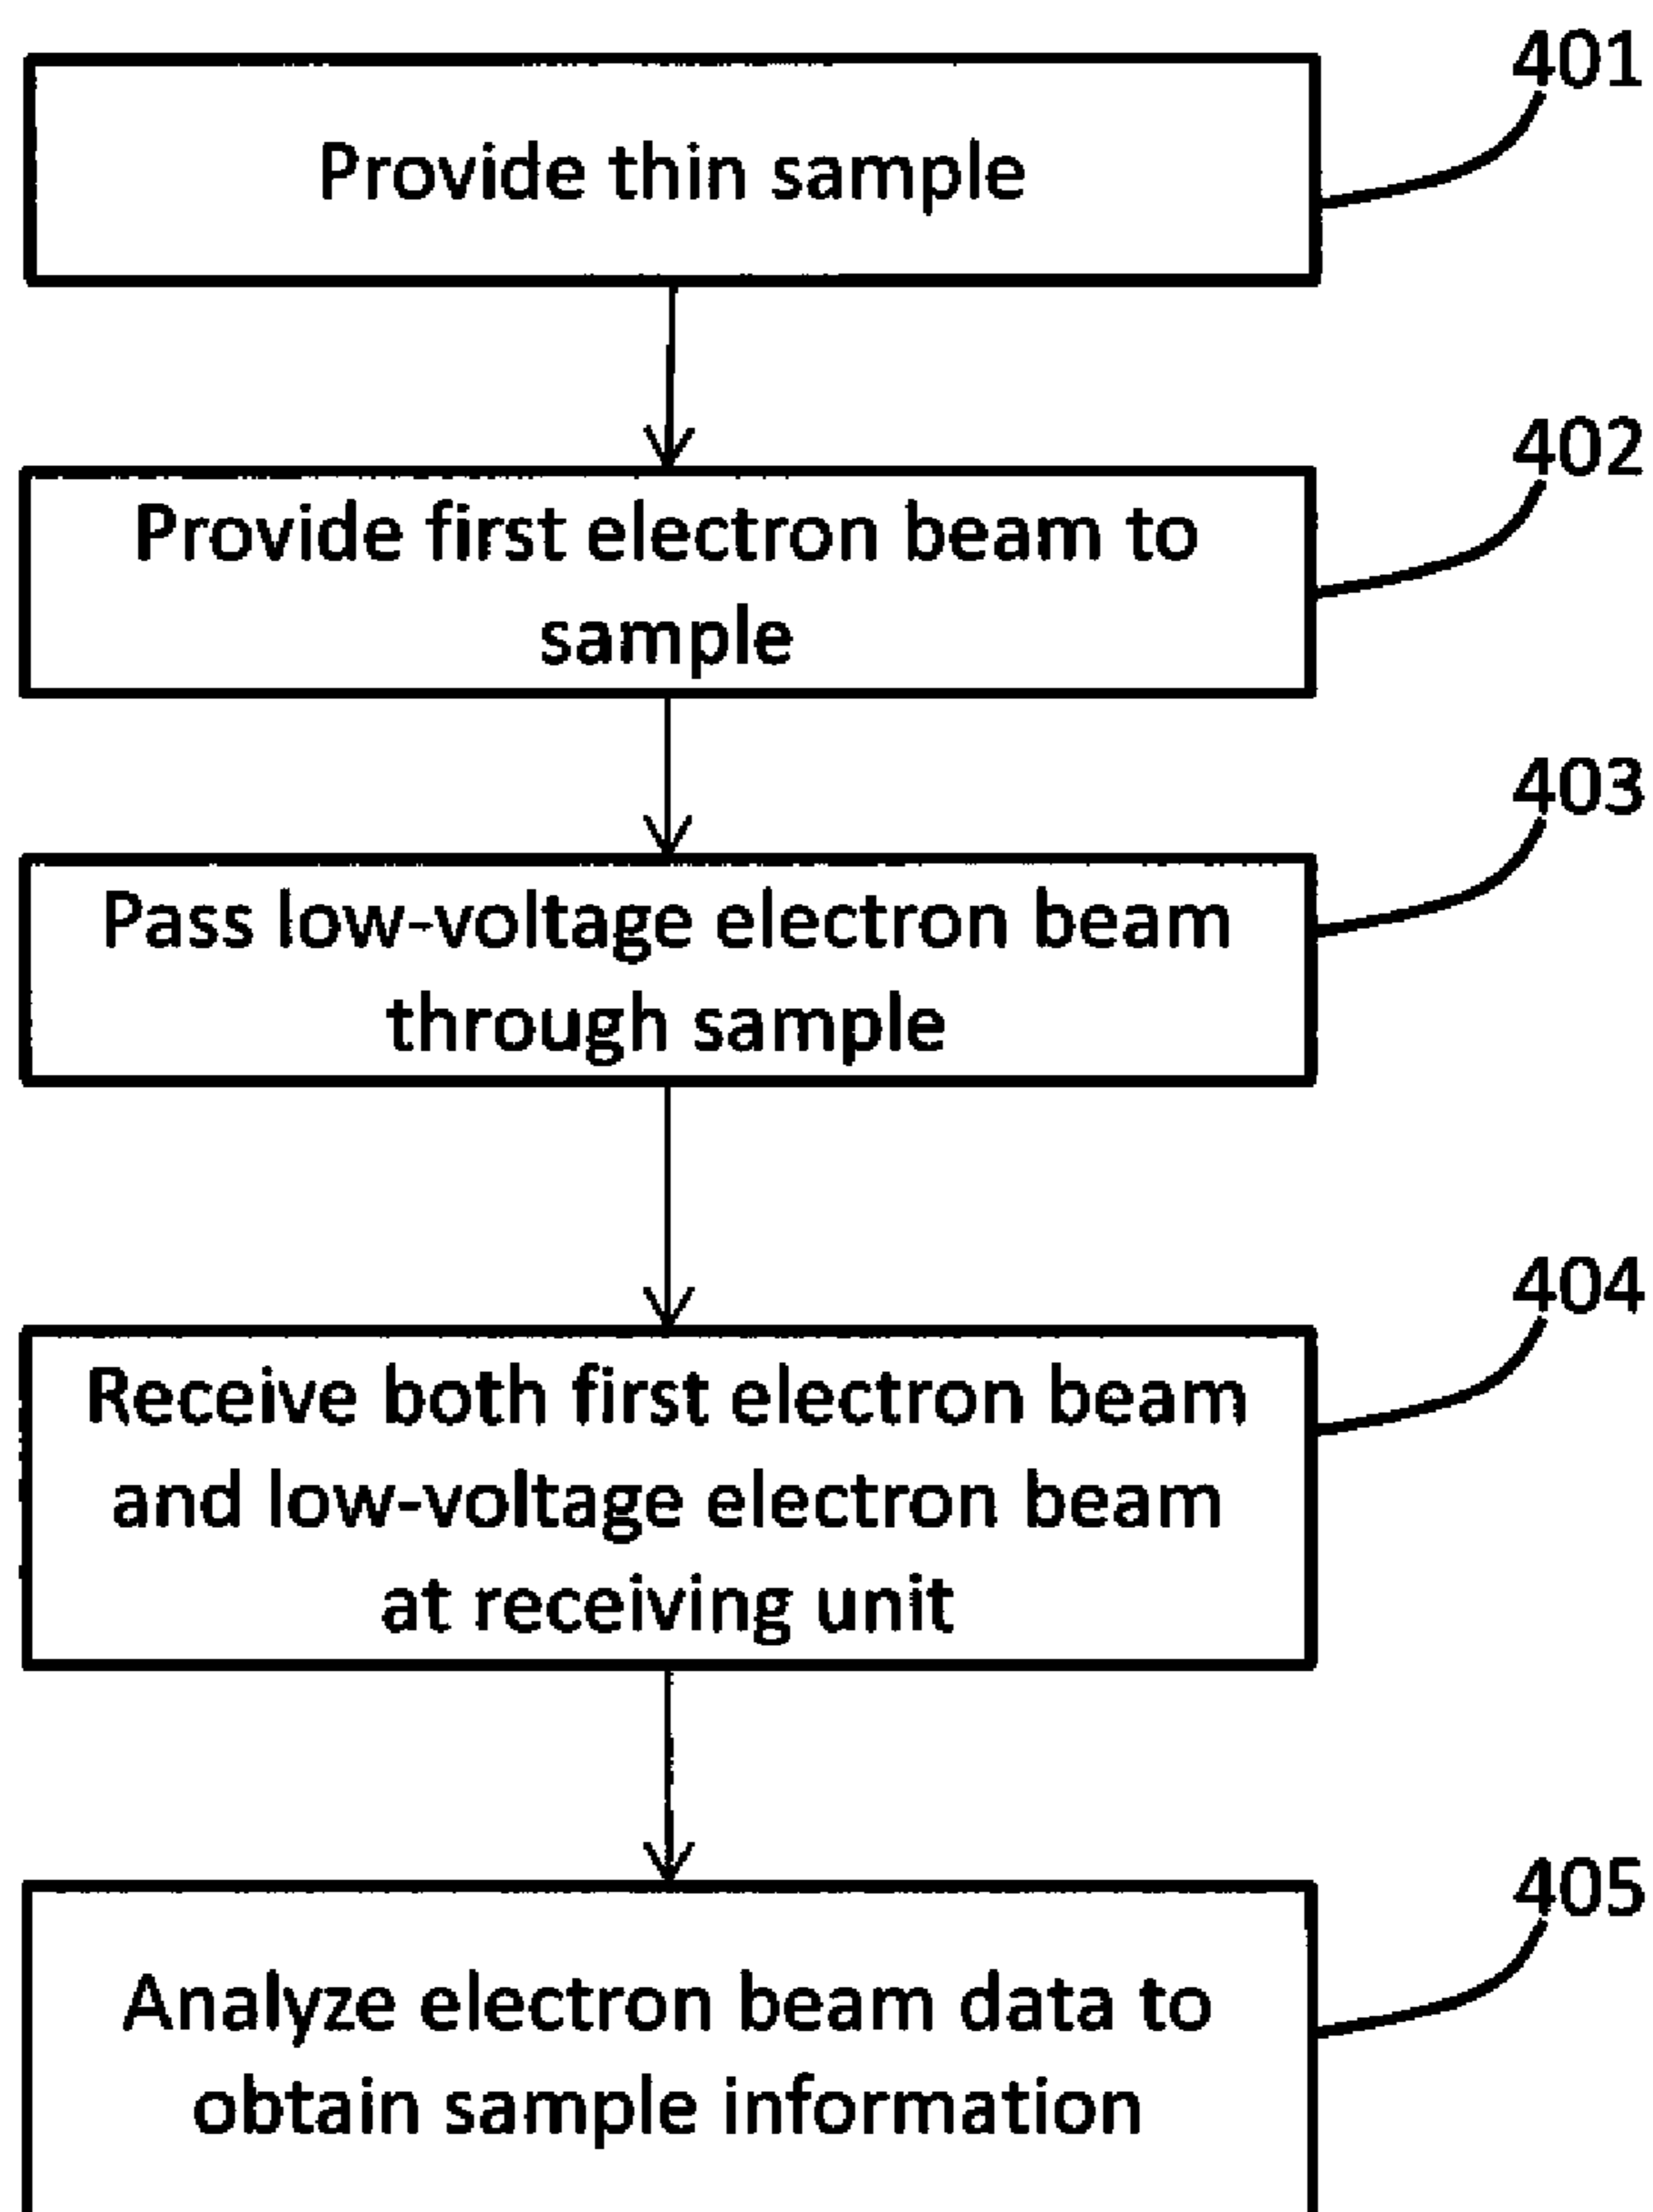 401
Provide thin sample
402
Provide first electron beam to
sample
403
Pass low-voltage electron beam
through sample
404
Receive both first electron beam
and low-voltage electron beam
at receiving unit
405
Analyze electron beam data to
obtain sample information